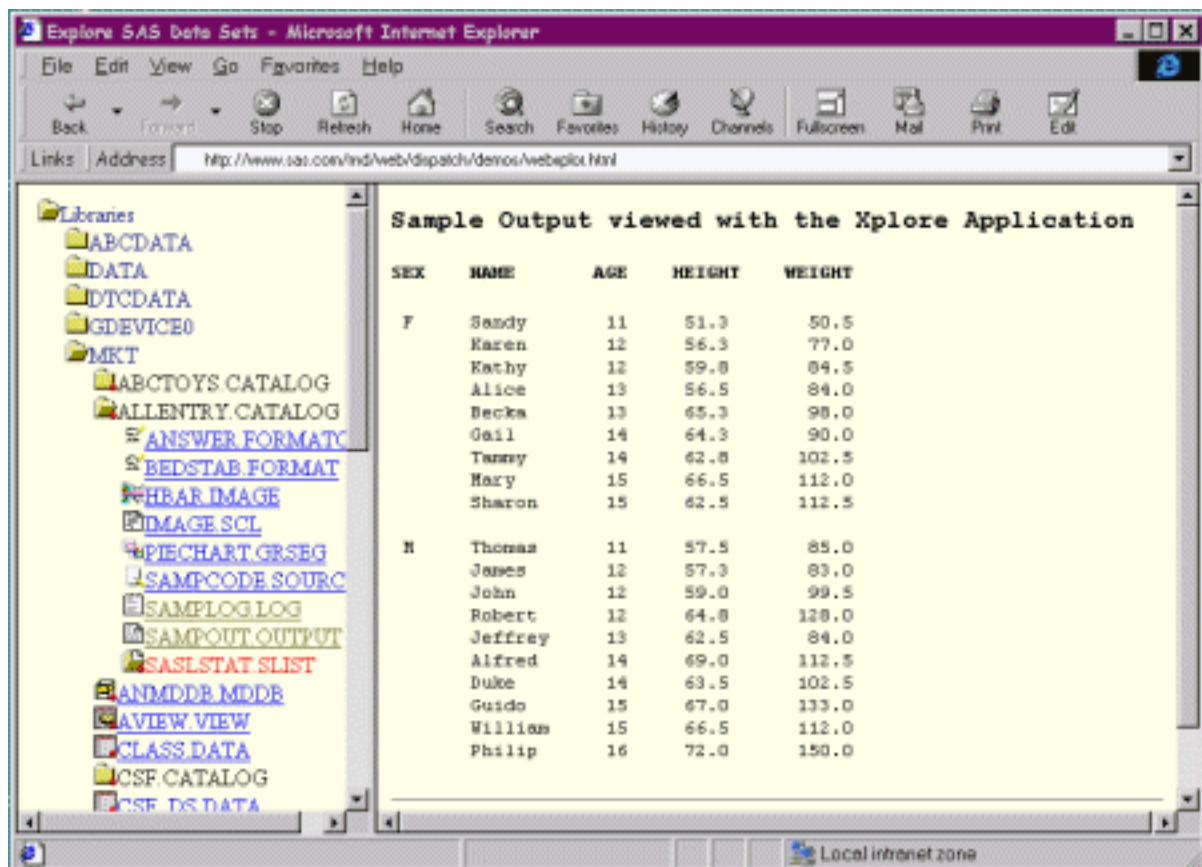 Explore SAS Data Sets - Microsoft Internet Explorer
File Edit View Go Favorites Help
Back Forward Stop Refresh Home Search Favorites History Channels Fullscreen Mail Print Edit
Links Address http://www.sas.com/rnd/web/dispatch/demos/webxplor.html
Libraries
ABCDATA
DATA
DTCDATA
GDEVICE0
MKT
ABCTOYS.CATALOG
ALLENTRY.CATALOG
ANSWER.FORMATC
BEDSTAB.FORMAT
HBAR.IMAGE
IMAGE.SCL
PIECHART.GRSEG
SAMPCODE.SOURC
SAMPLOG.LOG
SAMPOUT.OUTPUT
SASLSTAT.SLIST
ANMDDB.MDDB
AVIEW.VIEW
CLASS.DATA
CSF.CATALOG
CSF_DS.DATA
Sample Output viewed with the Xplore Application
SEX NAME AGE HEIGHT WEIGHT
F Sandy 11 51.3 50.5
Karen 12 56.3 77.0
Kathy 12 59.8 84.5
Alice 13 56.5 84.0
Becka 13 65.3 98.0
Gail 14 64.3 90.0
Tammy 14 62.8 102.5
Mary 15 66.5 112.0
Sharon 15 62.5 112.5
M Thomas 11 57.5 85.0
James 12 57.3 83.0
John 12 59.0 99.5
Robert 12 64.8 128.0
Jeffrey 13 62.5 84.0
Alfred 14 69.0 112.5
Duke 14 63.5 102.5
Guido 15 67.0 133.0
William 15 66.5 112.0
Philip 16 72.0 150.0
Local intranet zone